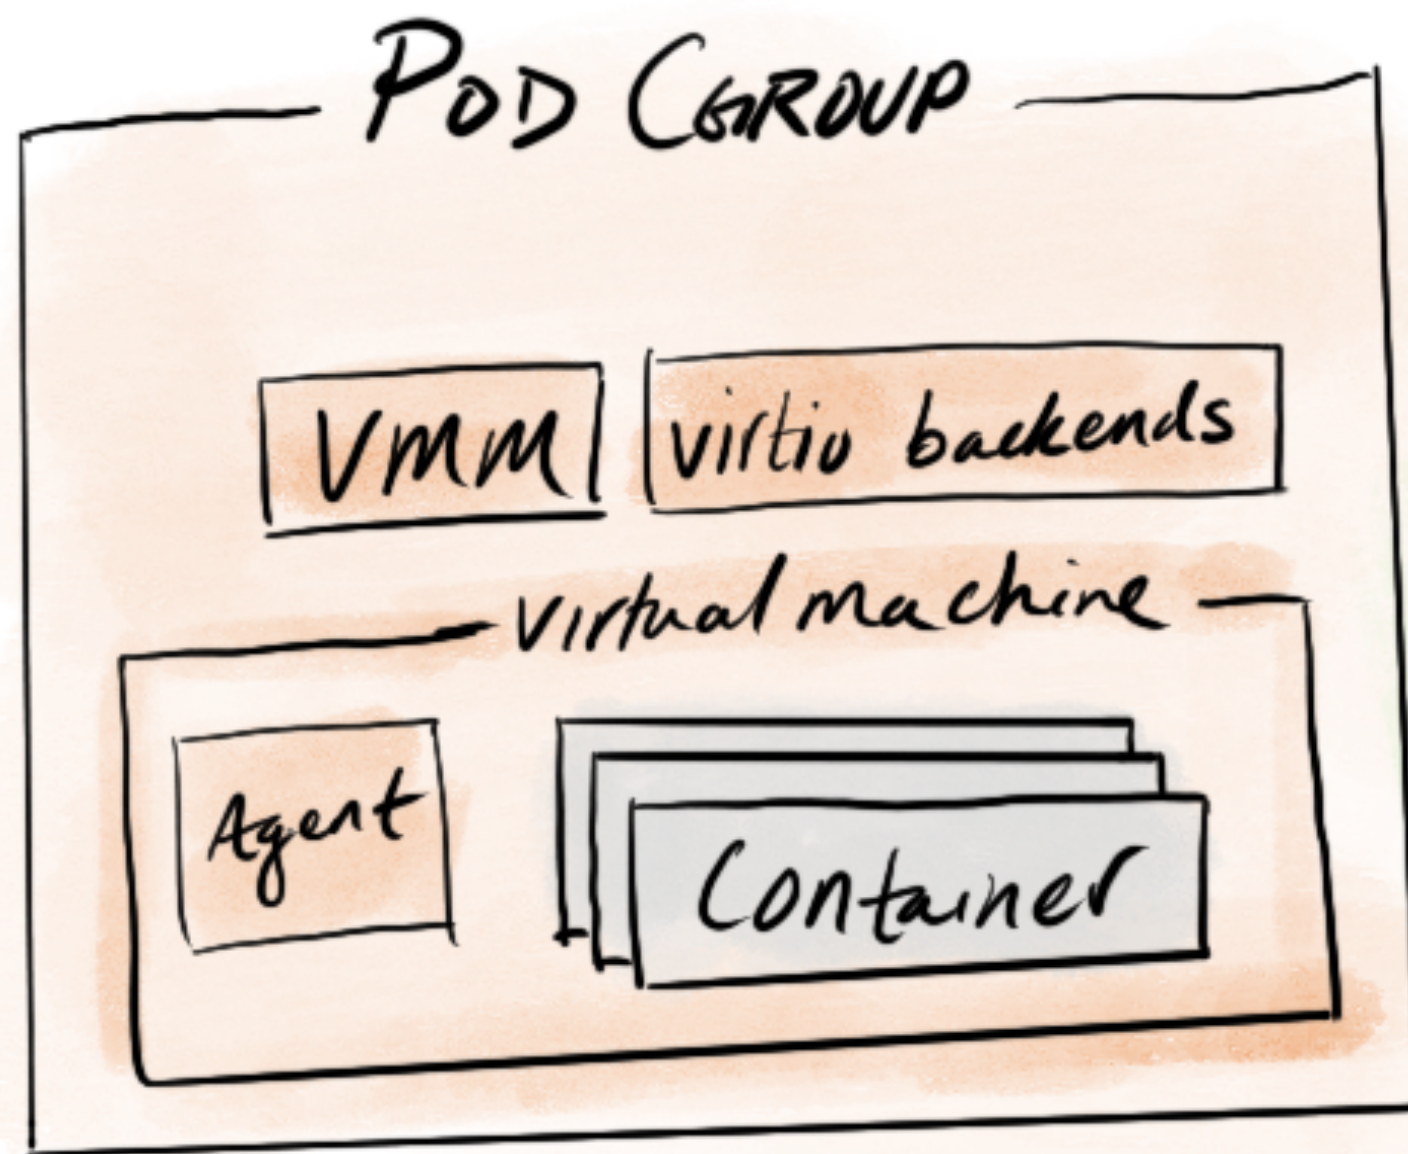 POD CGROUP
VMM
virtio backends
virtual machine
Agent
Container